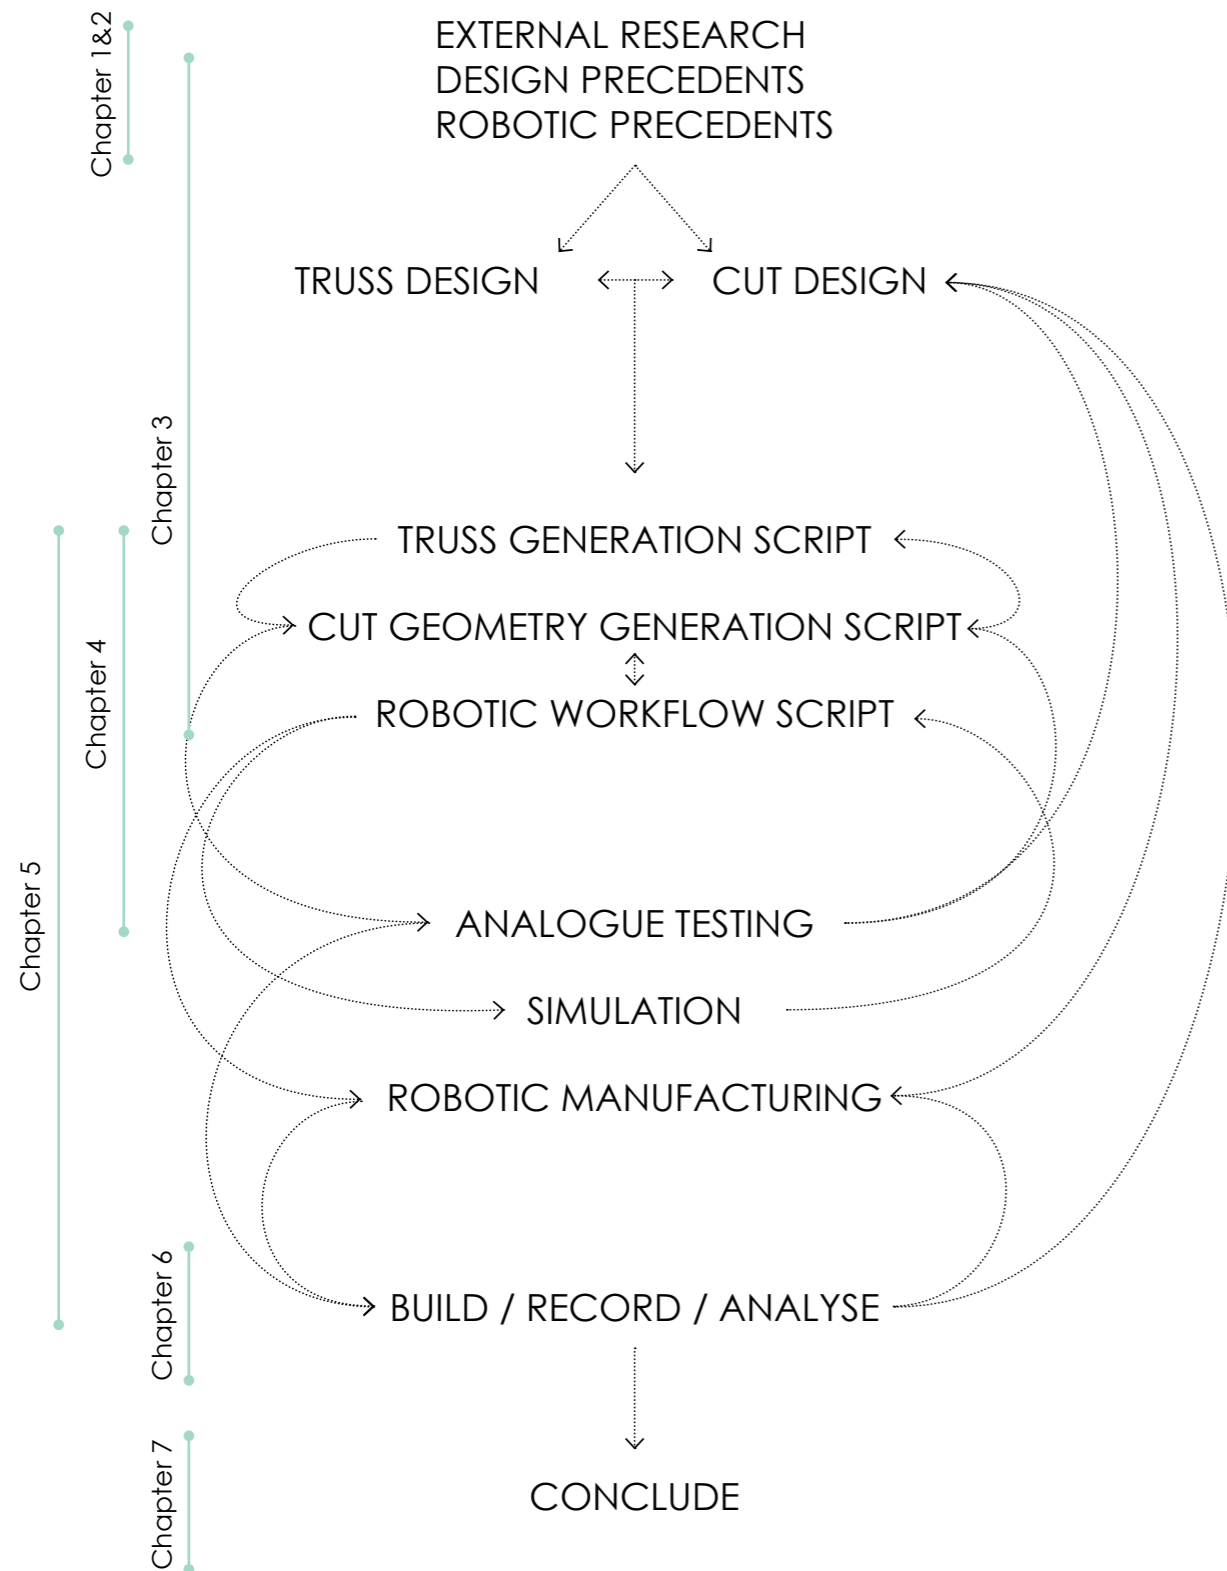 Chapter 1&2
EXTERNAL RESEARCH
DESIGN PRECEDENTS
ROBOTIC PRECEDENTS
TRUSS DESIGN
CUT DESIGN
Chapter 3
TRUSS GENERATION SCRIPT
CUT GEOMETRY GENERATION SCRIPT
Chapter 4
ROBOTIC WORKFLOW SCRIPT
Chapter 5
ANALOGUE TESTING
SIMULATION
ROBOTIC MANUFACTURING
Chapter 6
BUILD / RECORD / ANALYSE
Chapter 7
CONCLUDE